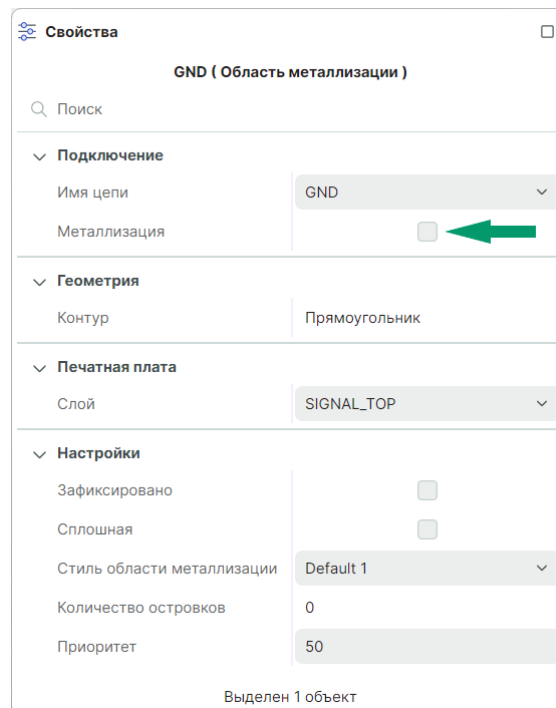 Свойства
GND ( Область металлизации )
Поиск
Подключение
Имя цепи GND
Металлизация
Геометрия
Контур Прямоугольник
Печатная плата
Слой SIGNAL_TOP
Настройки
Зафиксировано
Сплошная
Стиль области металлизации Default 1
Количество островков 0
Приоритет 50
Выделен 1 объект